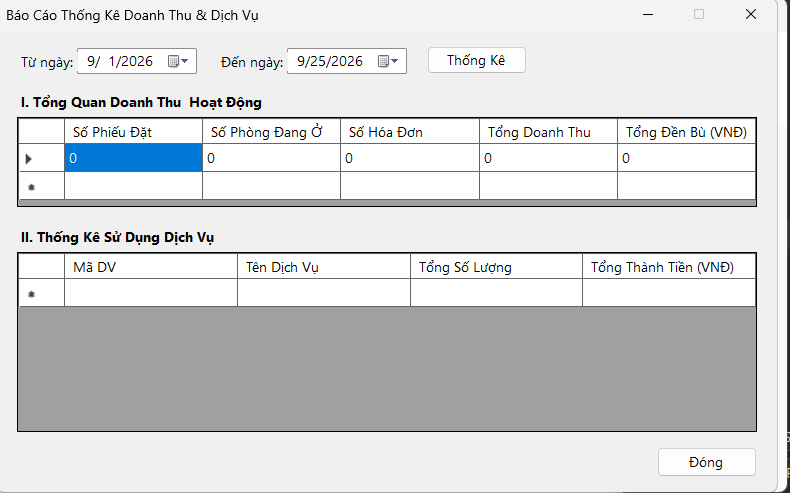 Báo Cáo Thống Kê Doanh Thu & Dịch Vụ
Từ ngày: 9/ 1/2026 Đến ngày: 9/25/2026 Thống Kê
I. Tổng Quan Doanh Thu Hoạt Động
Số Phiếu Đặt Số Phòng Đang Ở Số Hóa Đơn Tổng Doanh Thu Tổng Đền Bù (VNĐ)
0 0 0 0 0
II. Thống Kê Sử Dụng Dịch Vụ
Mã DV Tên Dịch Vụ Tổng Số Lượng Tổng Thành Tiền (VNĐ)
Đóng